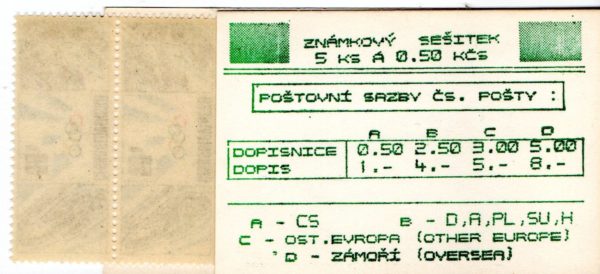 ZNÁMKOVÝ SEŠITEK
5 KS Á 0.50 KČS
POŠTOVNÍ SAZBY ČS. POŠTY :
A B C D
DOPISNICE 0.50 2.50 3.00 5.00
DOPIS 1.- 4.- 5.- 8.-
A - CS B - D,A,PL,SU,H
C - OST.EVROPA (OTHER EUROPE)
D - ZÁMOŘÍ (OVERSEA)